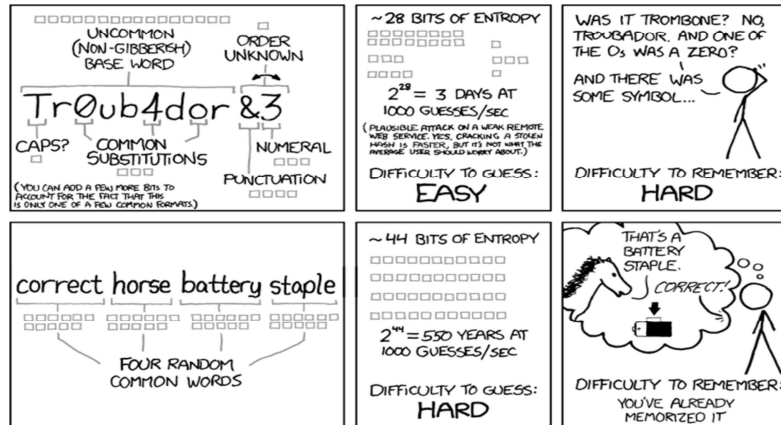 UNCOMMON
(NON-GIBBERISH)
BASE WORD
ORDER
UNKNOWN
Tr0ub4dor &3
CAPS?
COMMON
SUBSTITUTIONS
NUMERAL
PUNCTUATION
(YOU CAN ADD A FEW MORE BITS TO
ACCOUNT FOR THE FACT THAT THIS
IS ONLY ONE OF A FEW COMMON FORMATS.)
~28 BITS OF ENTROPY
2²⁸ = 3 DAYS AT
1000 GUESSES/SEC
(PLAUSIBLE ATTACK ON A WEAK REMOTE
WEB SERVICE. YES, CRACKING A STOLEN
HASH IS FASTER, BUT IT'S NOT WHAT THE
AVERAGE USER SHOULD WORRY ABOUT.)
DIFFICULTY TO GUESS:
EASY
WAS IT TROMBONE? NO,
TROUBADOR. AND ONE OF
THE Os WAS A ZERO?
AND THERE WAS
SOME SYMBOL...
DIFFICULTY TO REMEMBER:
HARD
correct horse battery staple
FOUR RANDOM
COMMON WORDS
~44 BITS OF ENTROPY
2⁴⁴ = 550 YEARS AT
1000 GUESSES/SEC
DIFFICULTY TO GUESS:
HARD
THAT'S A
BATTERY
STAPLE.
CORRECT!
DIFFICULTY TO REMEMBER:
YOU'VE ALREADY
MEMORIZED IT